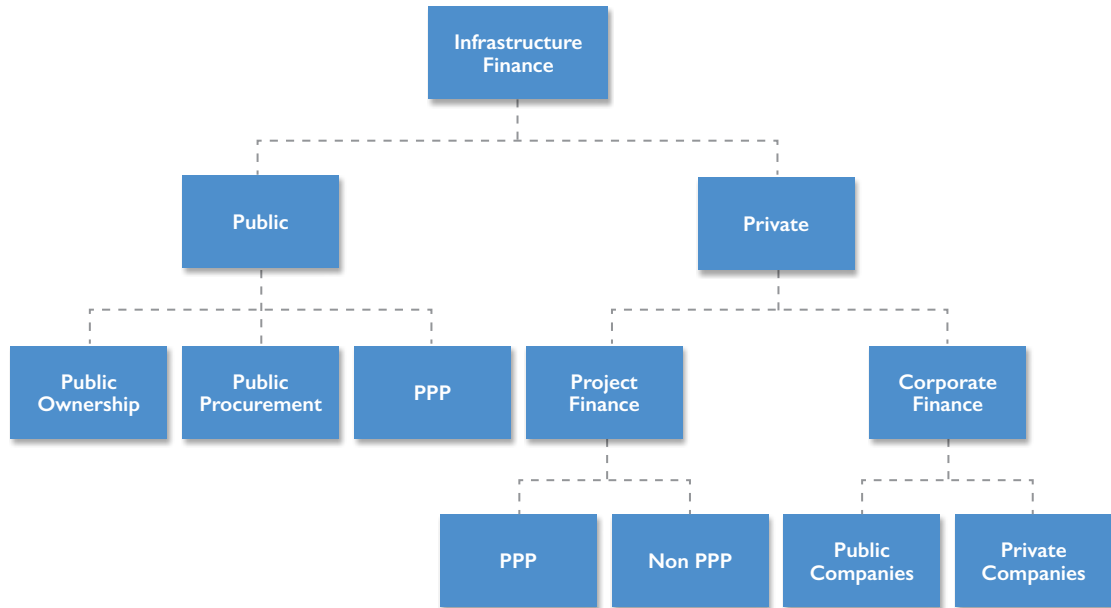 Infrastructure
Finance
Public
Private
Public
Ownership
Public
Procurement
PPP
Project
Finance
Corporate
Finance
PPP
Non PPP
Public
Companies
Private
Companies